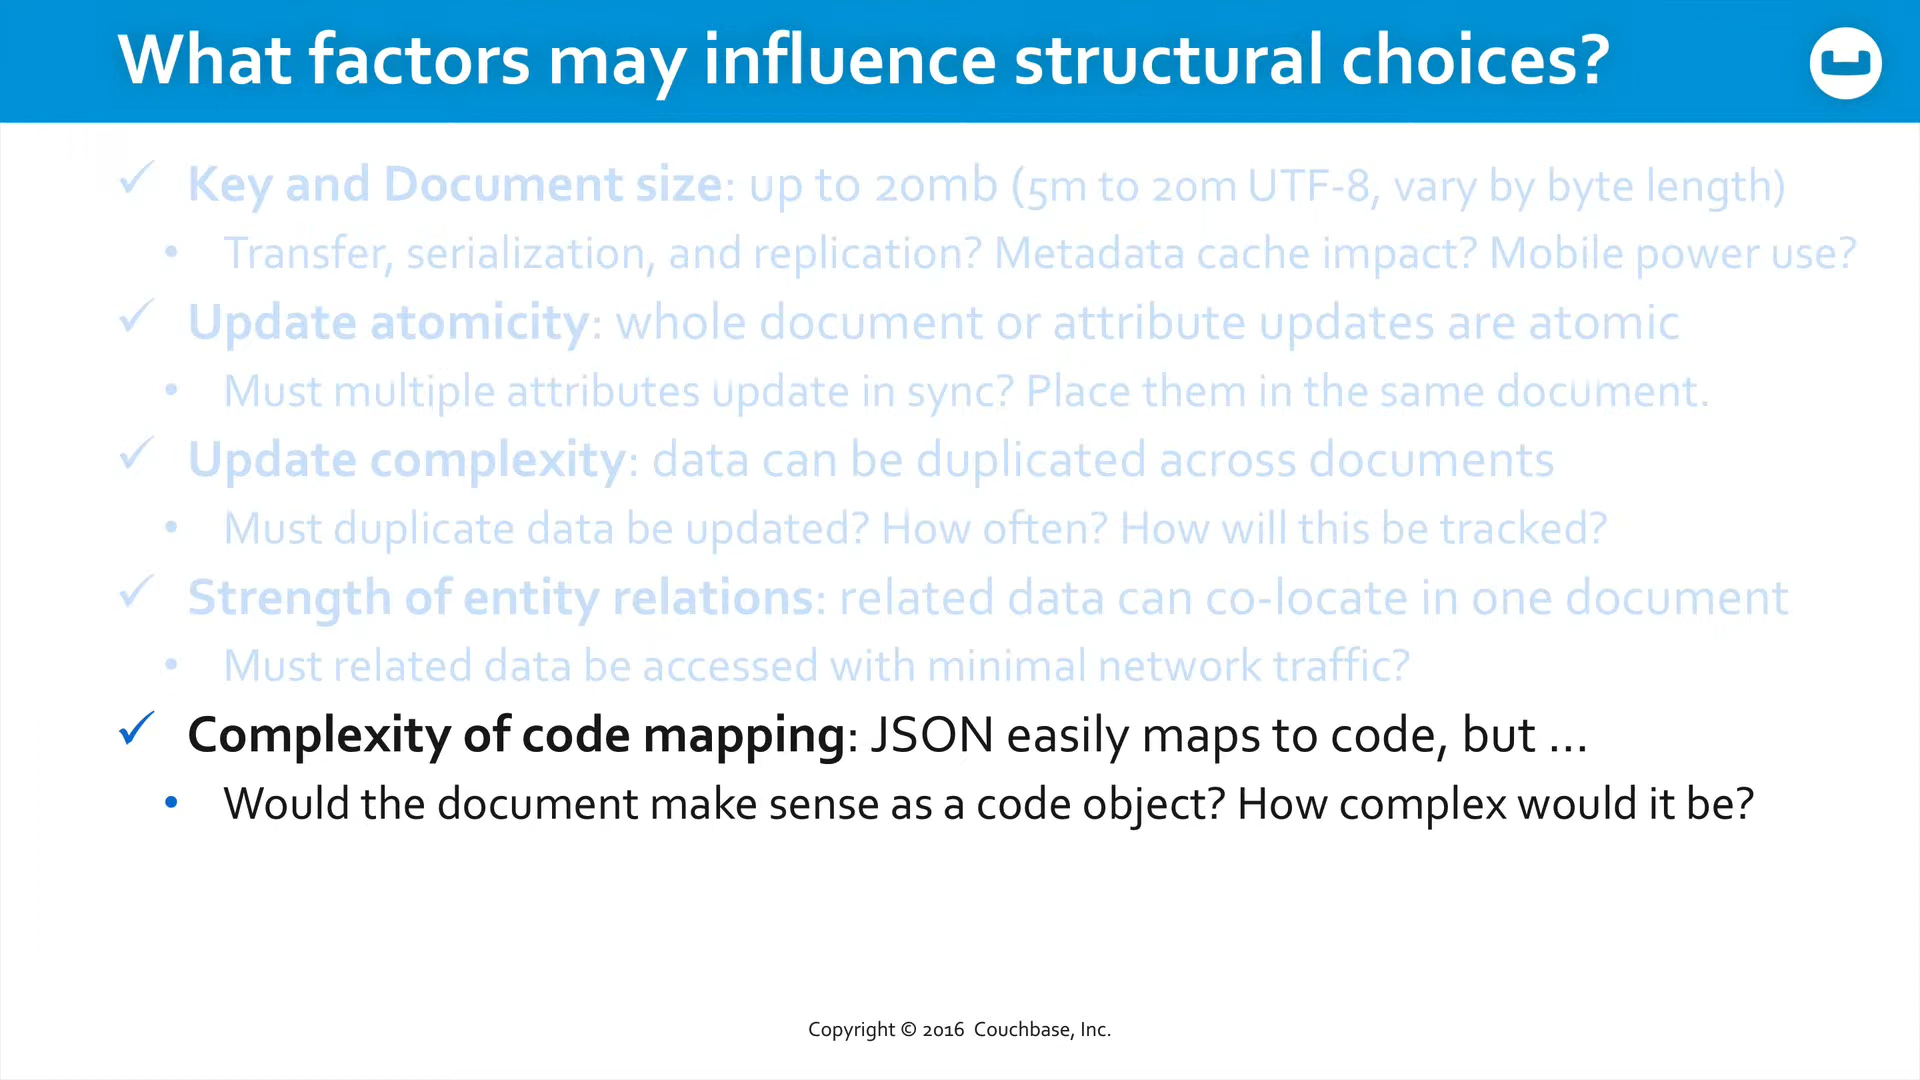 What factors may influence structural choices?
✓ Key and Document size: up to 20mb (5m to 20m UTF-8, vary by byte length)
• Transfer, serialization, and replication? Metadata cache impact? Mobile power use?
✓ Update atomicity: whole document or attribute updates are atomic
• Must multiple attributes update in sync? Place them in the same document.
✓ Update complexity: data can be duplicated across documents
• Must duplicate data be updated? How often? How will this be tracked?
✓ Strength of entity relations: related data can co-locate in one document
• Must related data be accessed with minimal network traffic?
✓ Complexity of code mapping: JSON easily maps to code, but ...
• Would the document make sense as a code object? How complex would it be?
Copyright © 2016 Couchbase, Inc.